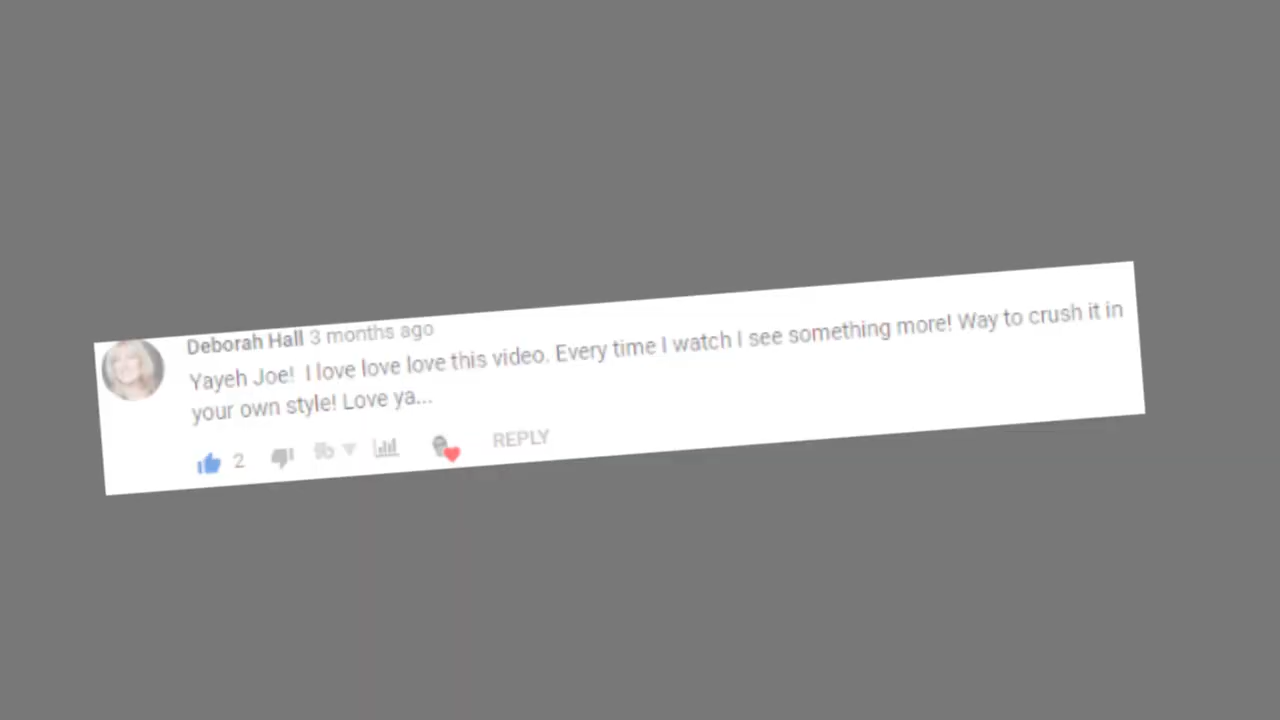 Deborah Hall 3 months ago
Yayeh Joe! I love love love this video. Every time I watch I see something more! Way to crush it in
your own style! Love ya...
2 REPLY